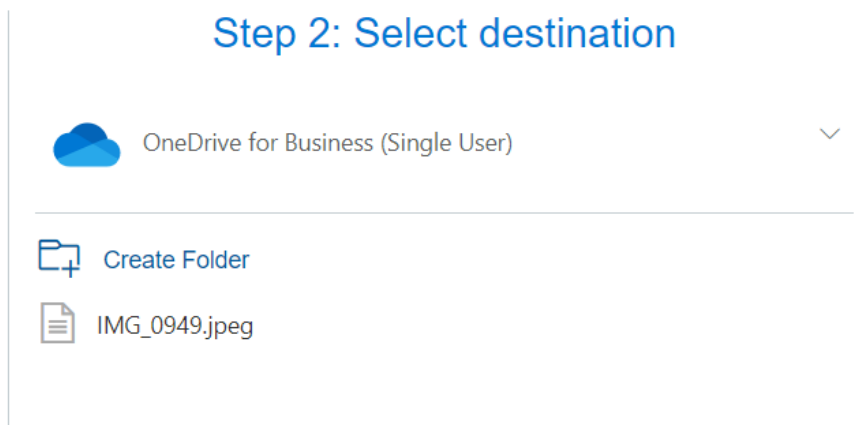 Step 2: Select destination
OneDrive for Business (Single User)
Create Folder
IMG_0949.jpeg